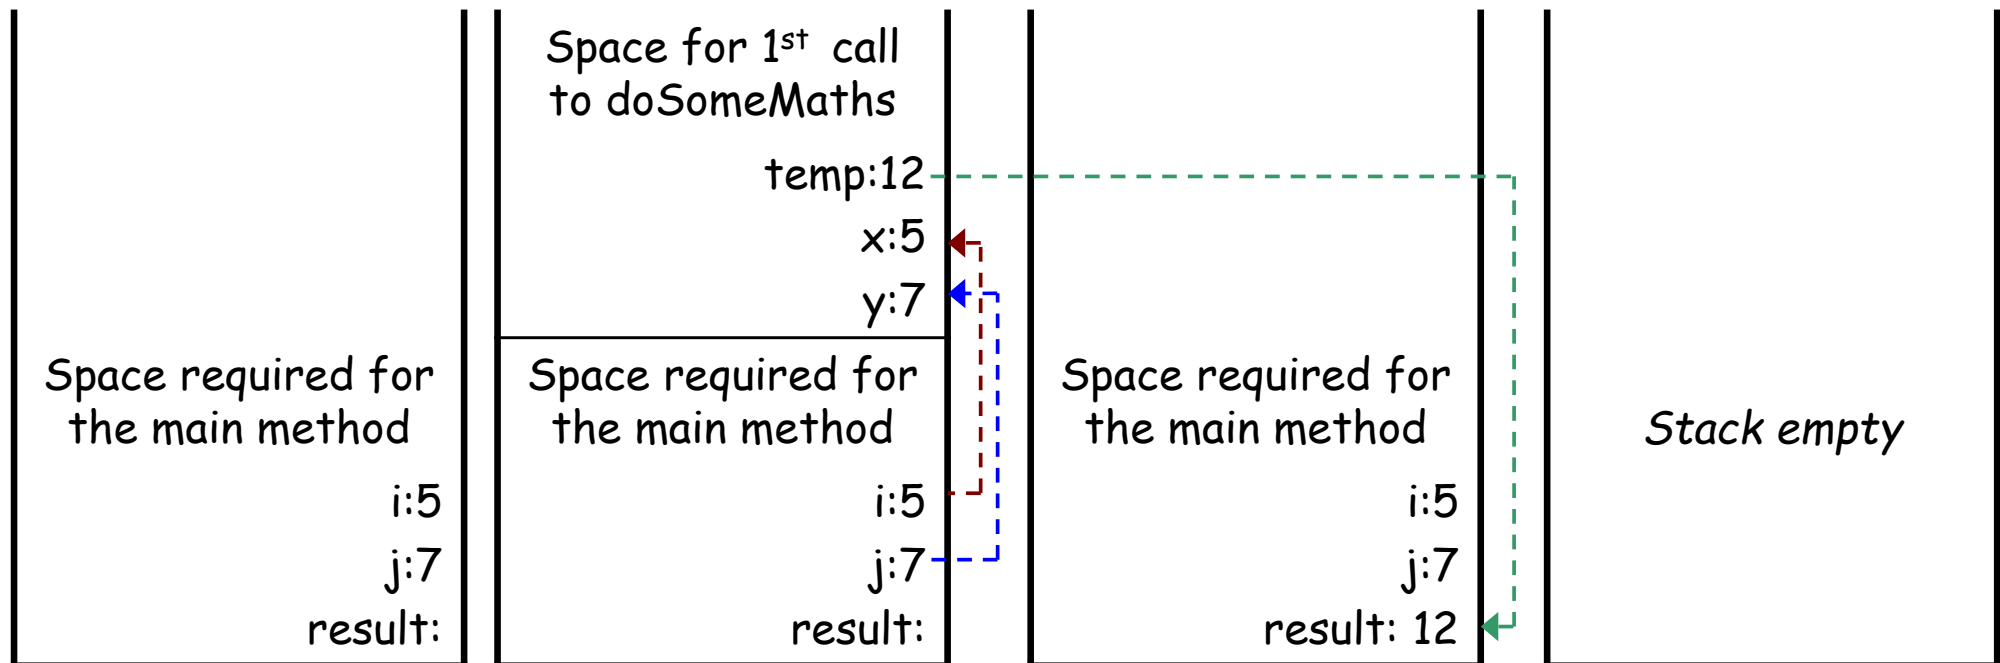 Space required for
the main method
i:5
j:7
result:
Space for 1st call
to doSomeMaths
temp:12
x:5
y:7
Space required for
the main method
i:5
j:7
result:
Space required for
the main method
i:5
j:7
result: 12
Stack empty